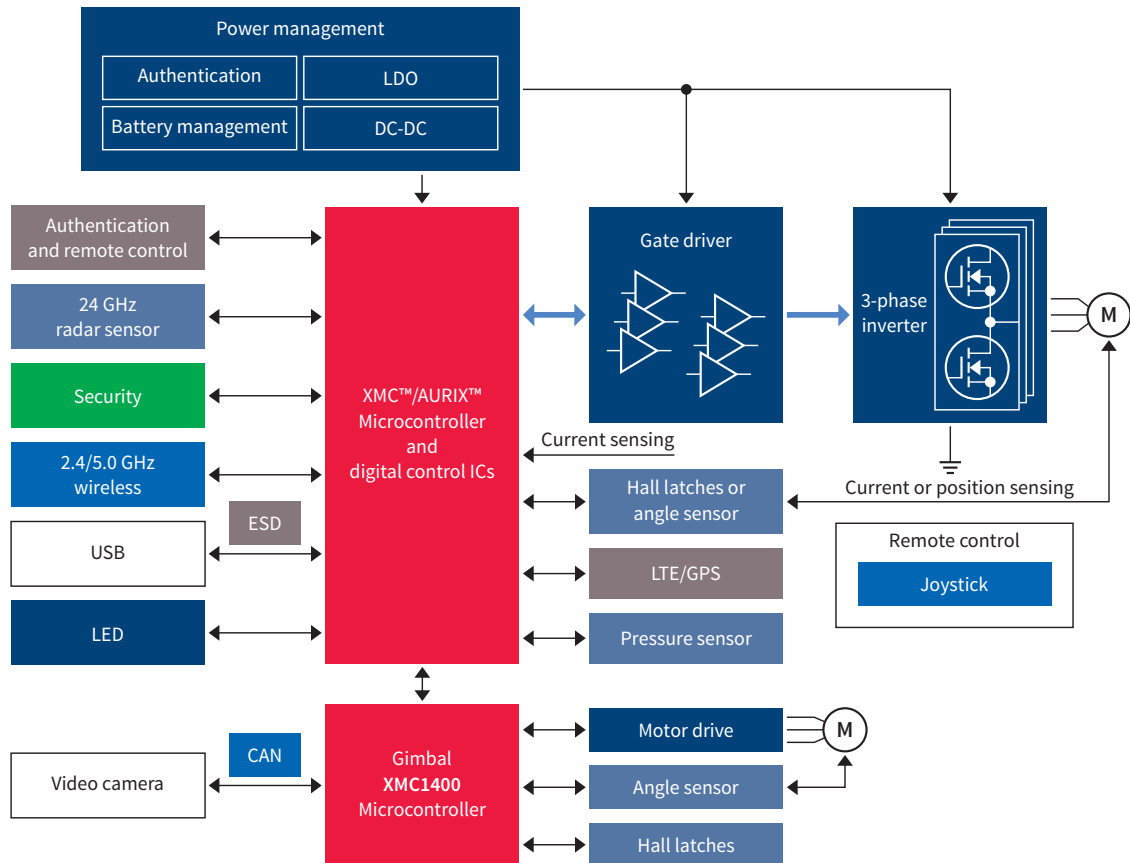 Power management
Authentication
LDO
Battery management
DC-DC
Authentication
and remote control
24 GHz
radar sensor
Security
2.4/5.0 GHz
wireless
ESD
USB
LED
XMC™/AURIX™
Microcontroller
and
digital control ICs
Gate driver
3-phase
inverter
M
Current sensing
Hall latches or
angle sensor
Current or position sensing
LTE/GPS
Pressure sensor
Remote control
Joystick
Video camera
CAN
Gimbal
XMC1400
Microcontroller
Motor drive
M
Angle sensor
Hall latches